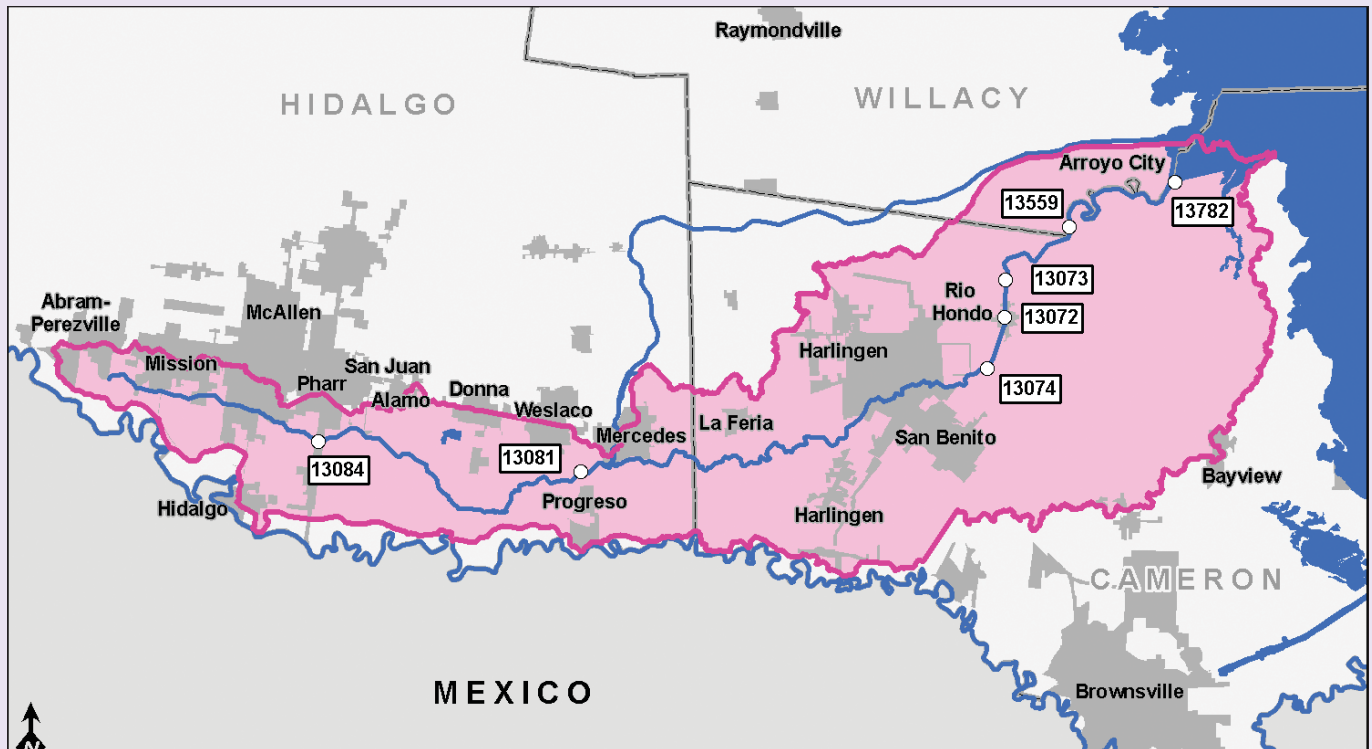 Raymondville
HIDALGO
WILLACY
Arroyo City
13559
13782
13073
Rio
Hondo
13072
Abram-
Perezville
McAllen
Harlingen
Mission
San Juan
13074
Pharr
Donna
Alamo
Weslaco
La Feria
Mercedes
San Benito
13081
13084
Bayview
Progreso
Hidalgo
Harlingen
CAMERON
MEXICO
Brownsville
N